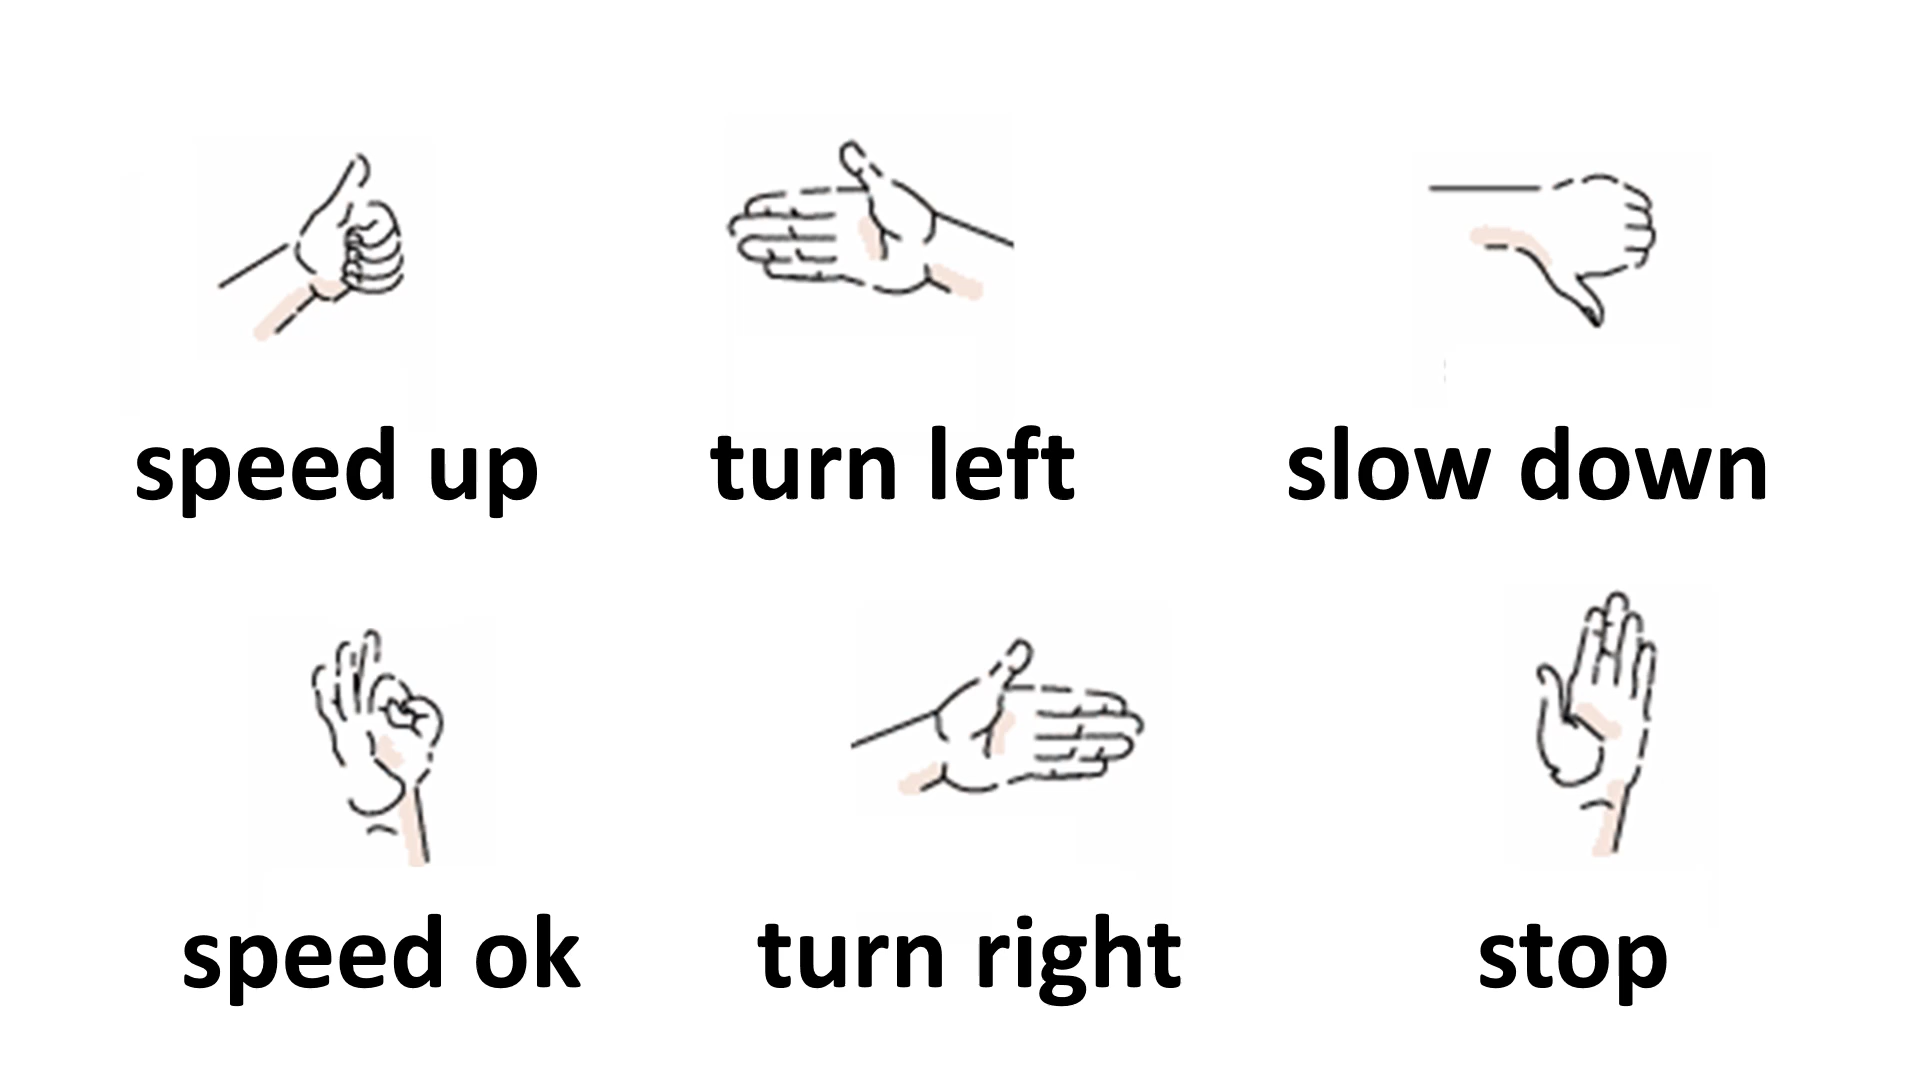 speed up
turn left
slow down
speed ok
turn right
stop